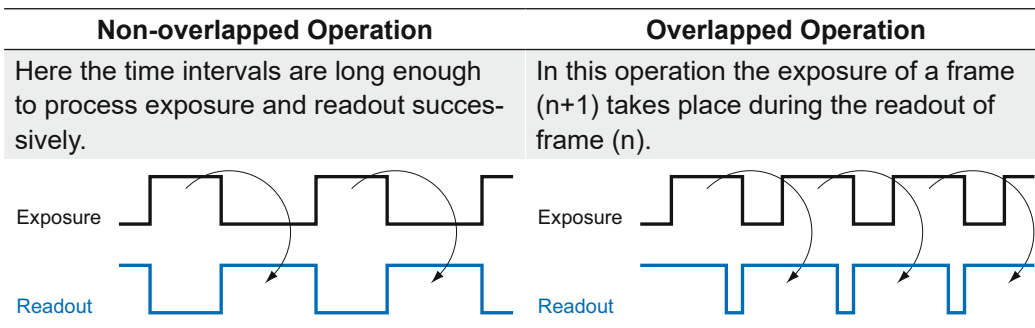 Non-overlapped Operation
Overlapped Operation
Here the time intervals are long enough
to process exposure and readout succes-
sively.
In this operation the exposure of a frame
(n+1) takes place during the readout of
frame (n).
Exposure
Readout
Exposure
Readout